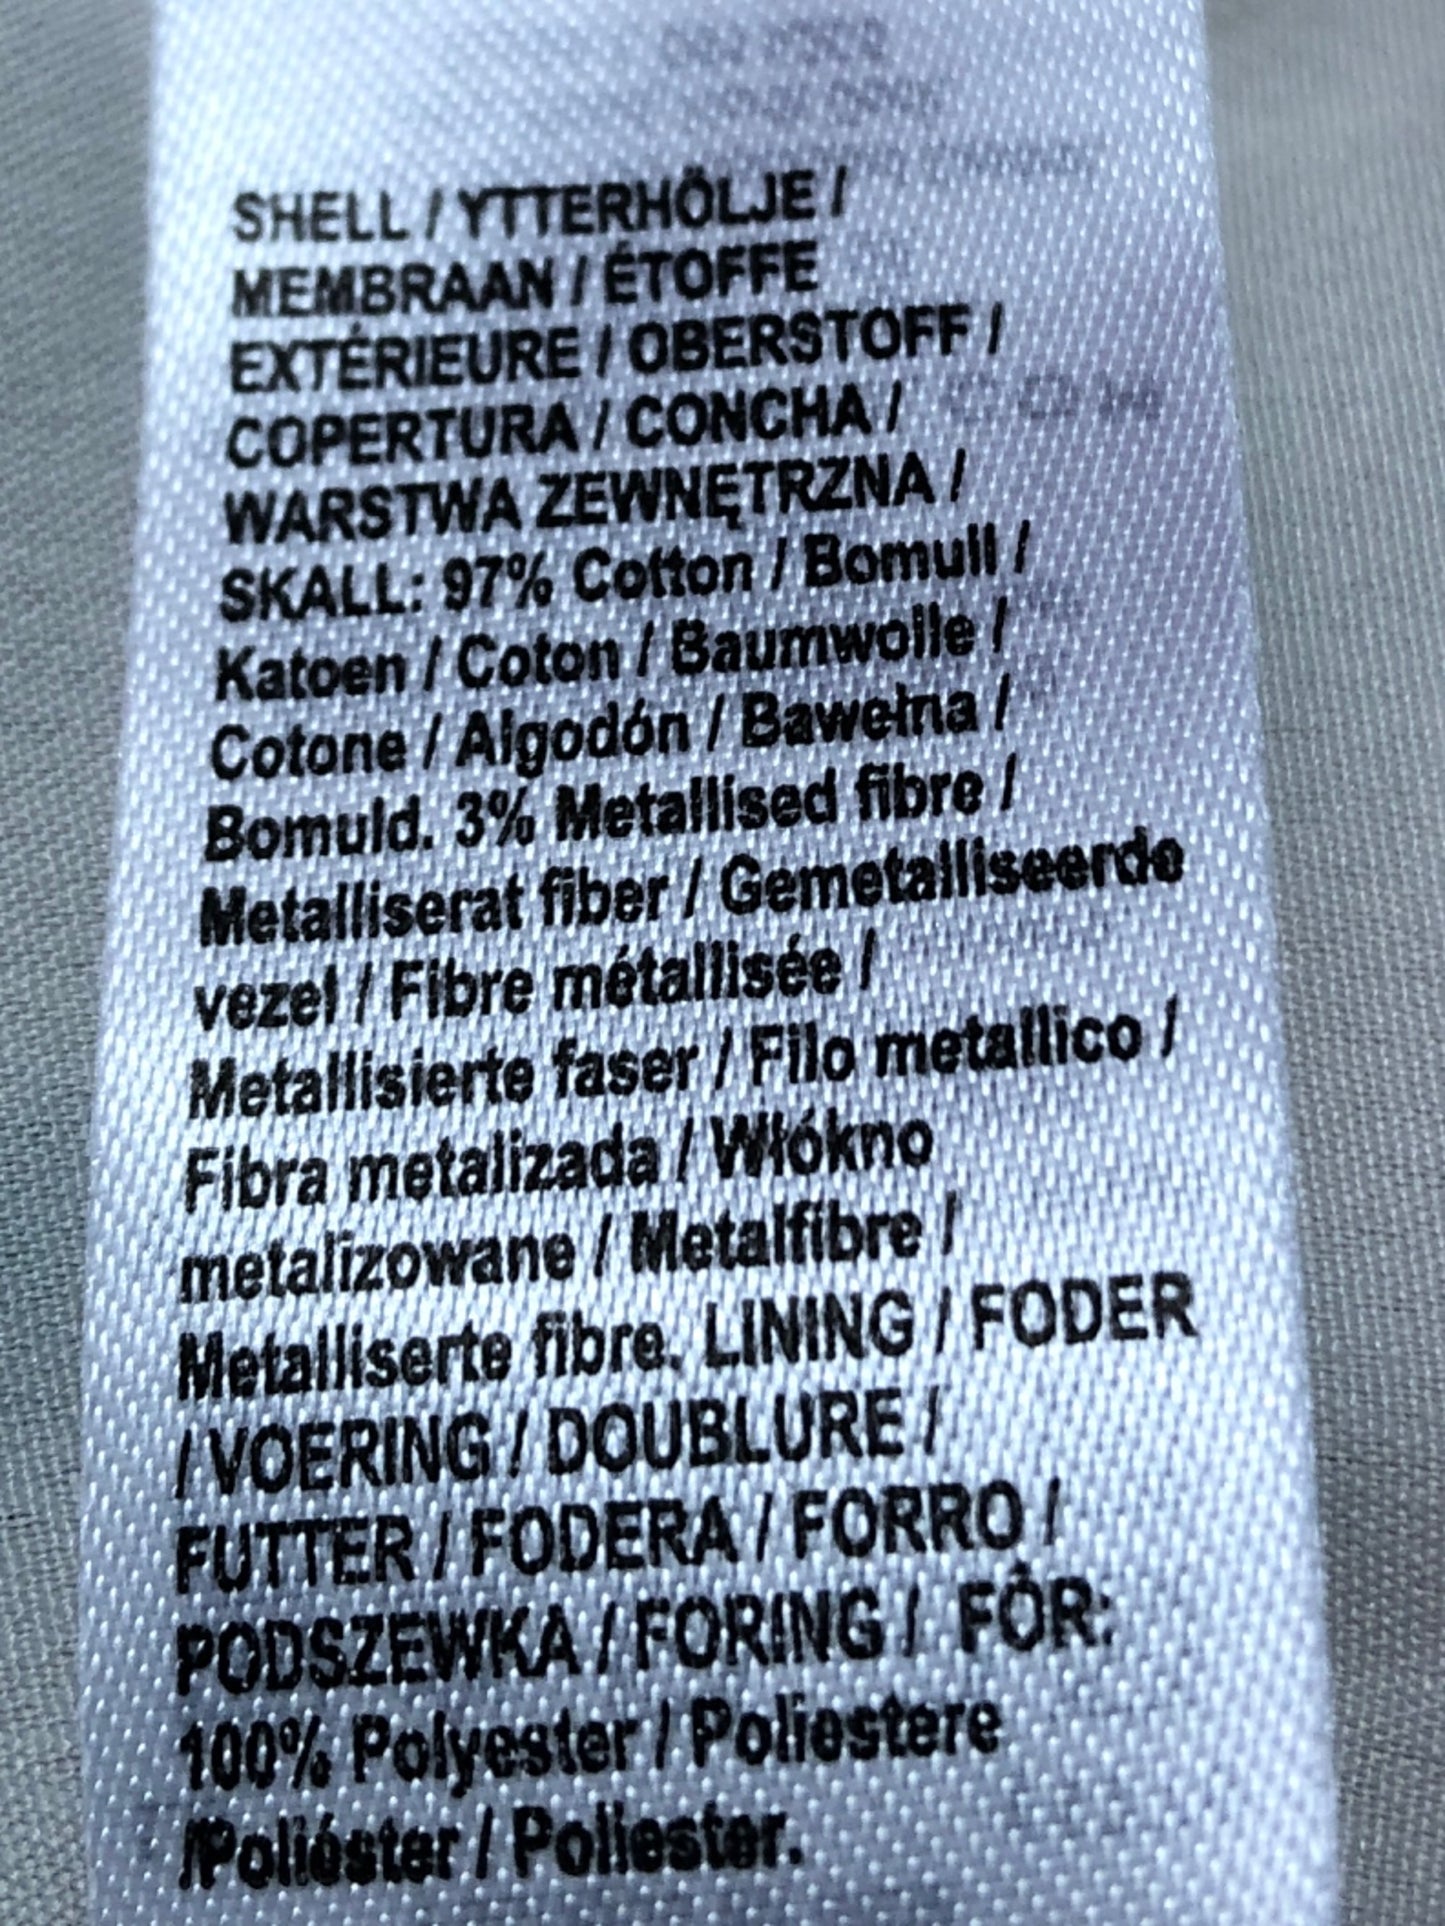 SHELL / YTTERHÖLJE /
MEMBRAAN / ÉTOFFE
EXTÉRIEURE / OBERSTOFF /
COPERTURA / CONCHA /
WARSTWA ZEWNĘTRZNA /
SKALL: 97% Cotton / Bomull /
Katoen / Coton / Baumwolle /
Cotone / Algodón / Bawełna /
Bomuld. 3% Metallised fibre /
Metalliserat fiber / Gemetalliseerde
vezel / Fibre métallisée /
Metallisierte faser / Filo metallico /
Fibra metalizada / Włókno
metalizowane / Metalfibre /
Metalliserte fibre. LINING / FODER
/ VOERING / DOUBLURE /
FUTTER / FODERA / FORRO /
PODSZEWKA / FORING / FÔR:
100% Polyester / Poliestere
/Poliéster / Poliester.